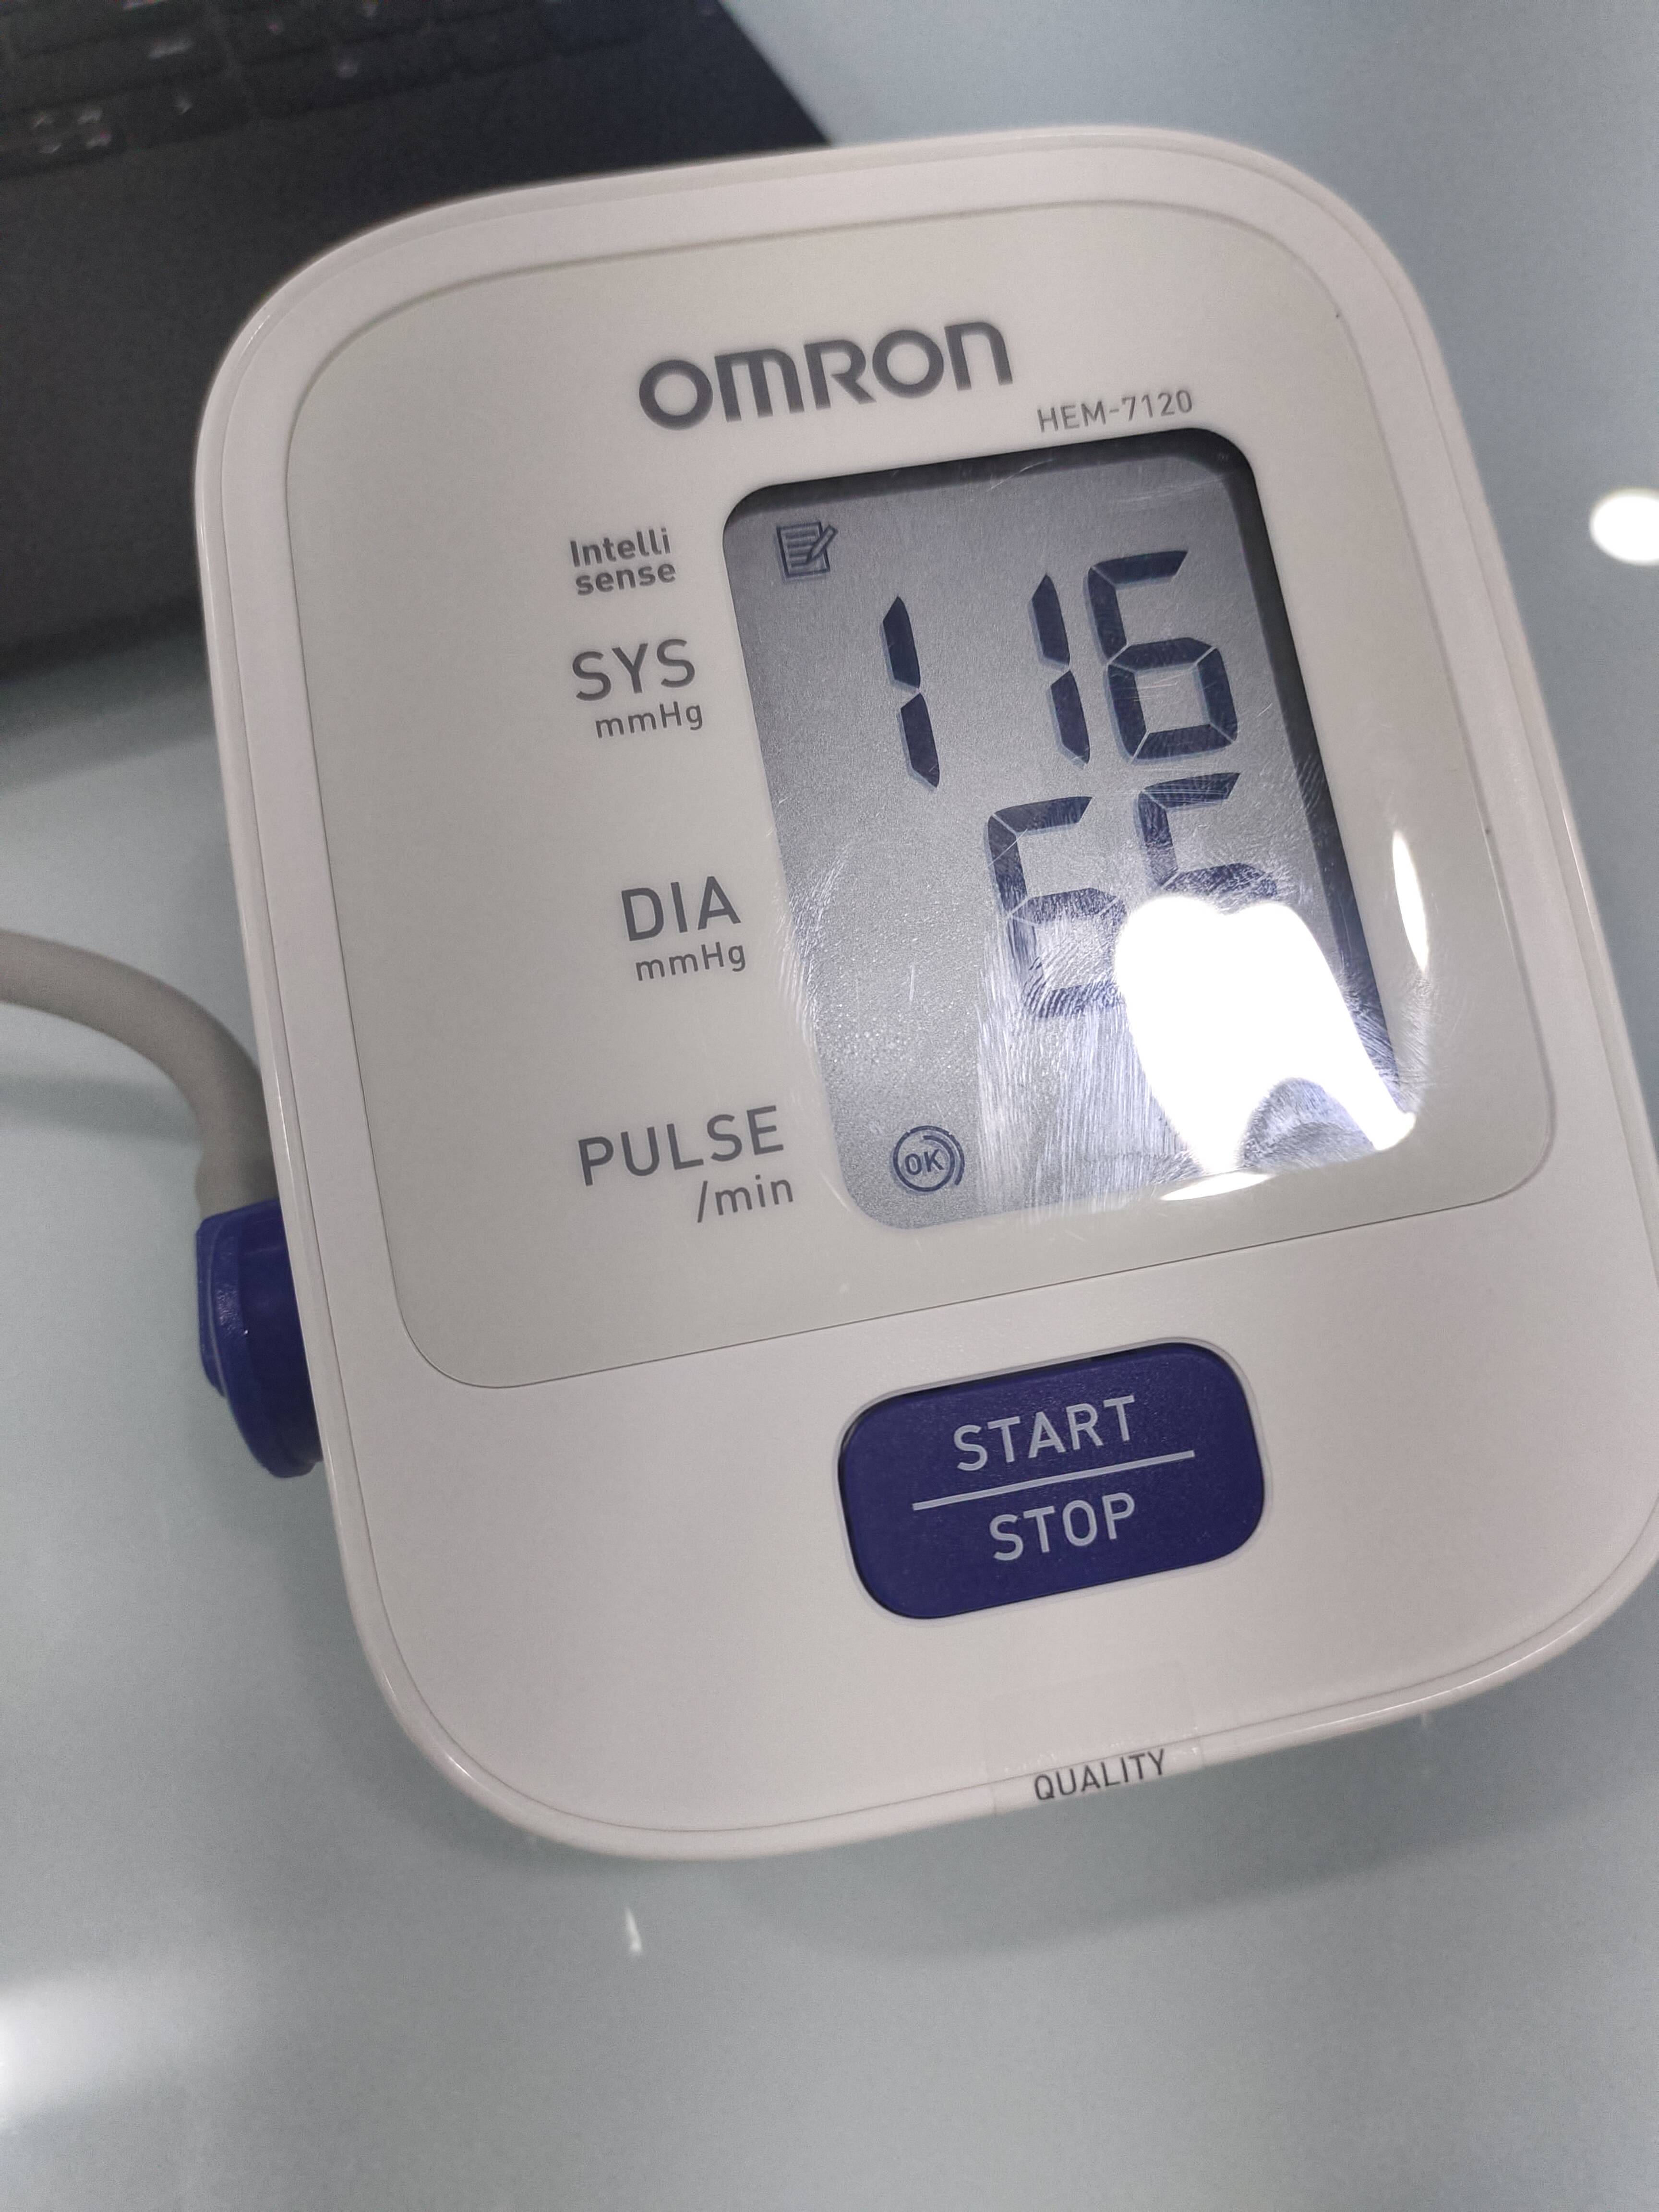 OMRON
HEM-7120
Intelli
sense
SYS
mmHg
116
DIA
mmHg
PULSE
/min
OK
START
STOP
QUALITY